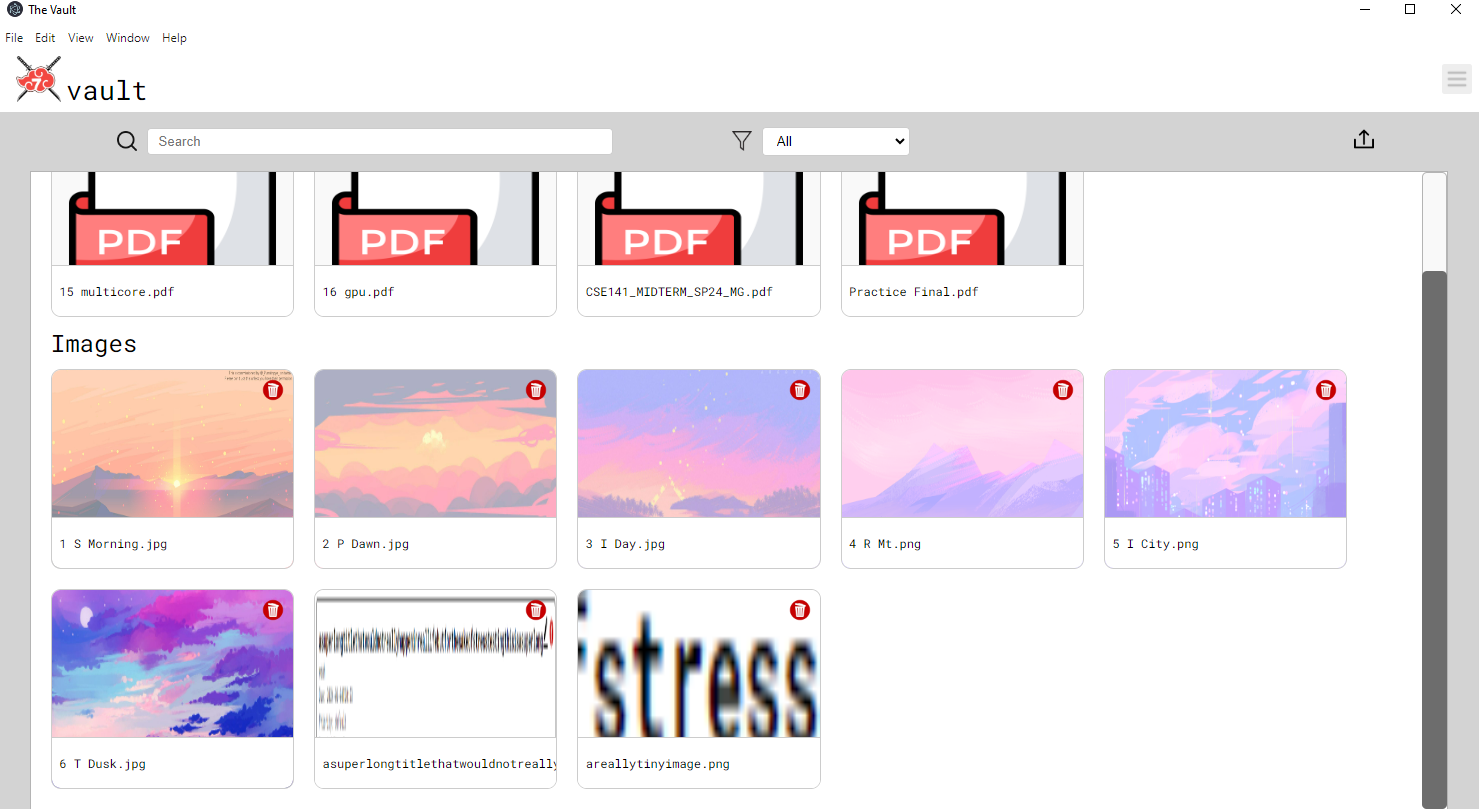 The Vault
File Edit View Window Help
7
vault
Search
All
PDF PDF PDF PDF
15 multicore.pdf
16 gpu.pdf
CSE141_MIDTERM_SP24_MG.pdf
Practice Final.pdf
Images
1 S Morning.jpg
2 P Dawn.jpg
3 I Day.jpg
4 R Mt.png
5 I City.png
stress
6 T Dusk.jpg
asuperlongtitlethatwouldnotreally
areallytinyimage.png